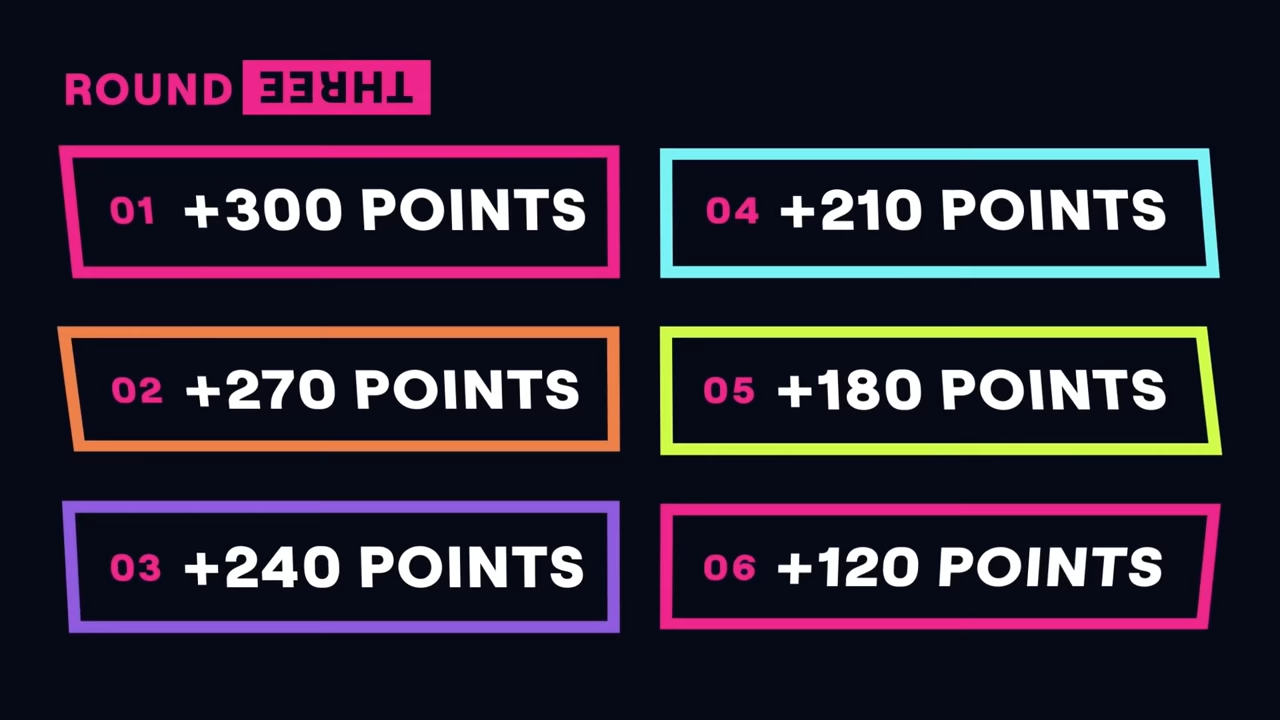 ROUND THREE
01 +300 POINTS
02 +270 POINTS
03 +240 POINTS
04 +210 POINTS
05 +180 POINTS
06 +120 POINTS